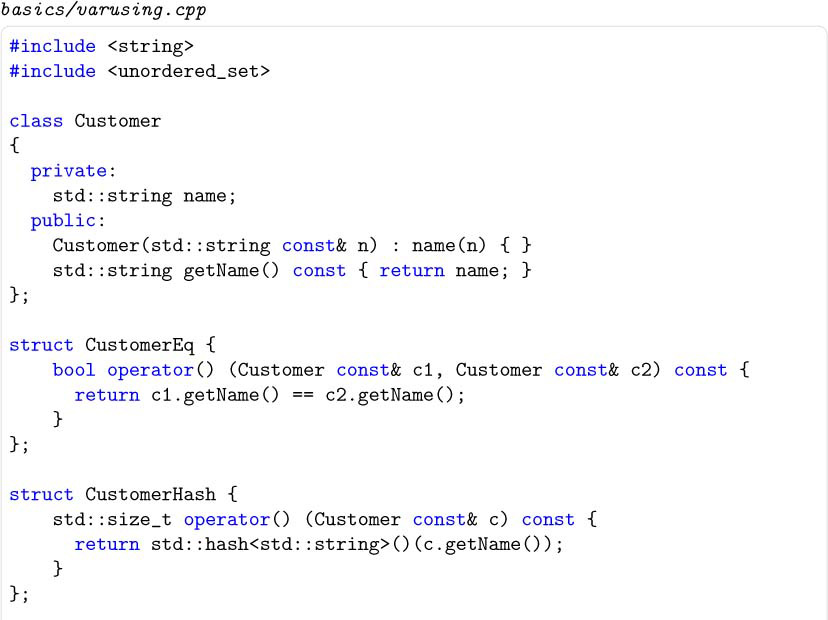 basics/varusing.cpp
#include <string>
#include <unordered_set>
class Customer
{
  private:
    std::string name;
  public:
    Customer(std::string const& n) : name(n) { }
    std::string getName() const { return name; }
};
struct CustomerEq {
    bool operator() (Customer const& c1, Customer const& c2) const {
      return c1.getName() == c2.getName();
    }
};
struct CustomerHash {
    std::size_t operator() (Customer const& c) const {
      return std::hash<std::string>()(c.getName());
    }
};